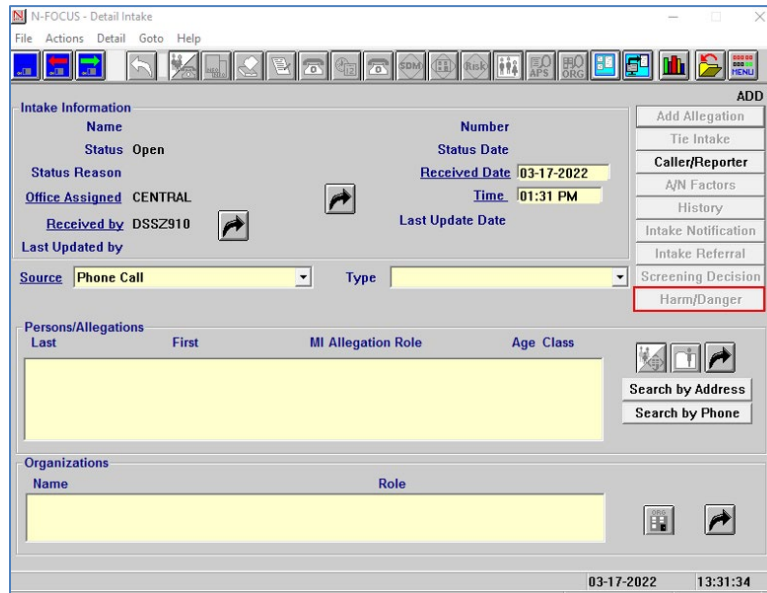 N-FOCUS - Detail Intake
File Actions Detail Goto Help
SDM Risk APS ORG MENU
ADD
Intake Information
Name Number
Status Open Status Date
Status Reason Received Date 03-17-2022
Office Assigned CENTRAL Time 01:31 PM
Received by DSSZ910 Last Update Date
Last Updated by
Add Allegation
Tie Intake
Caller/Reporter
A/N Factors
History
Intake Notification
Intake Referral
Screening Decision
Harm/Danger
Source Phone Call Type
Persons/Allegations
Last First MI Allegation Role Age Class
Search by Address
Search by Phone
Organizations
Name Role
ORG
03-17-2022 13:31:34